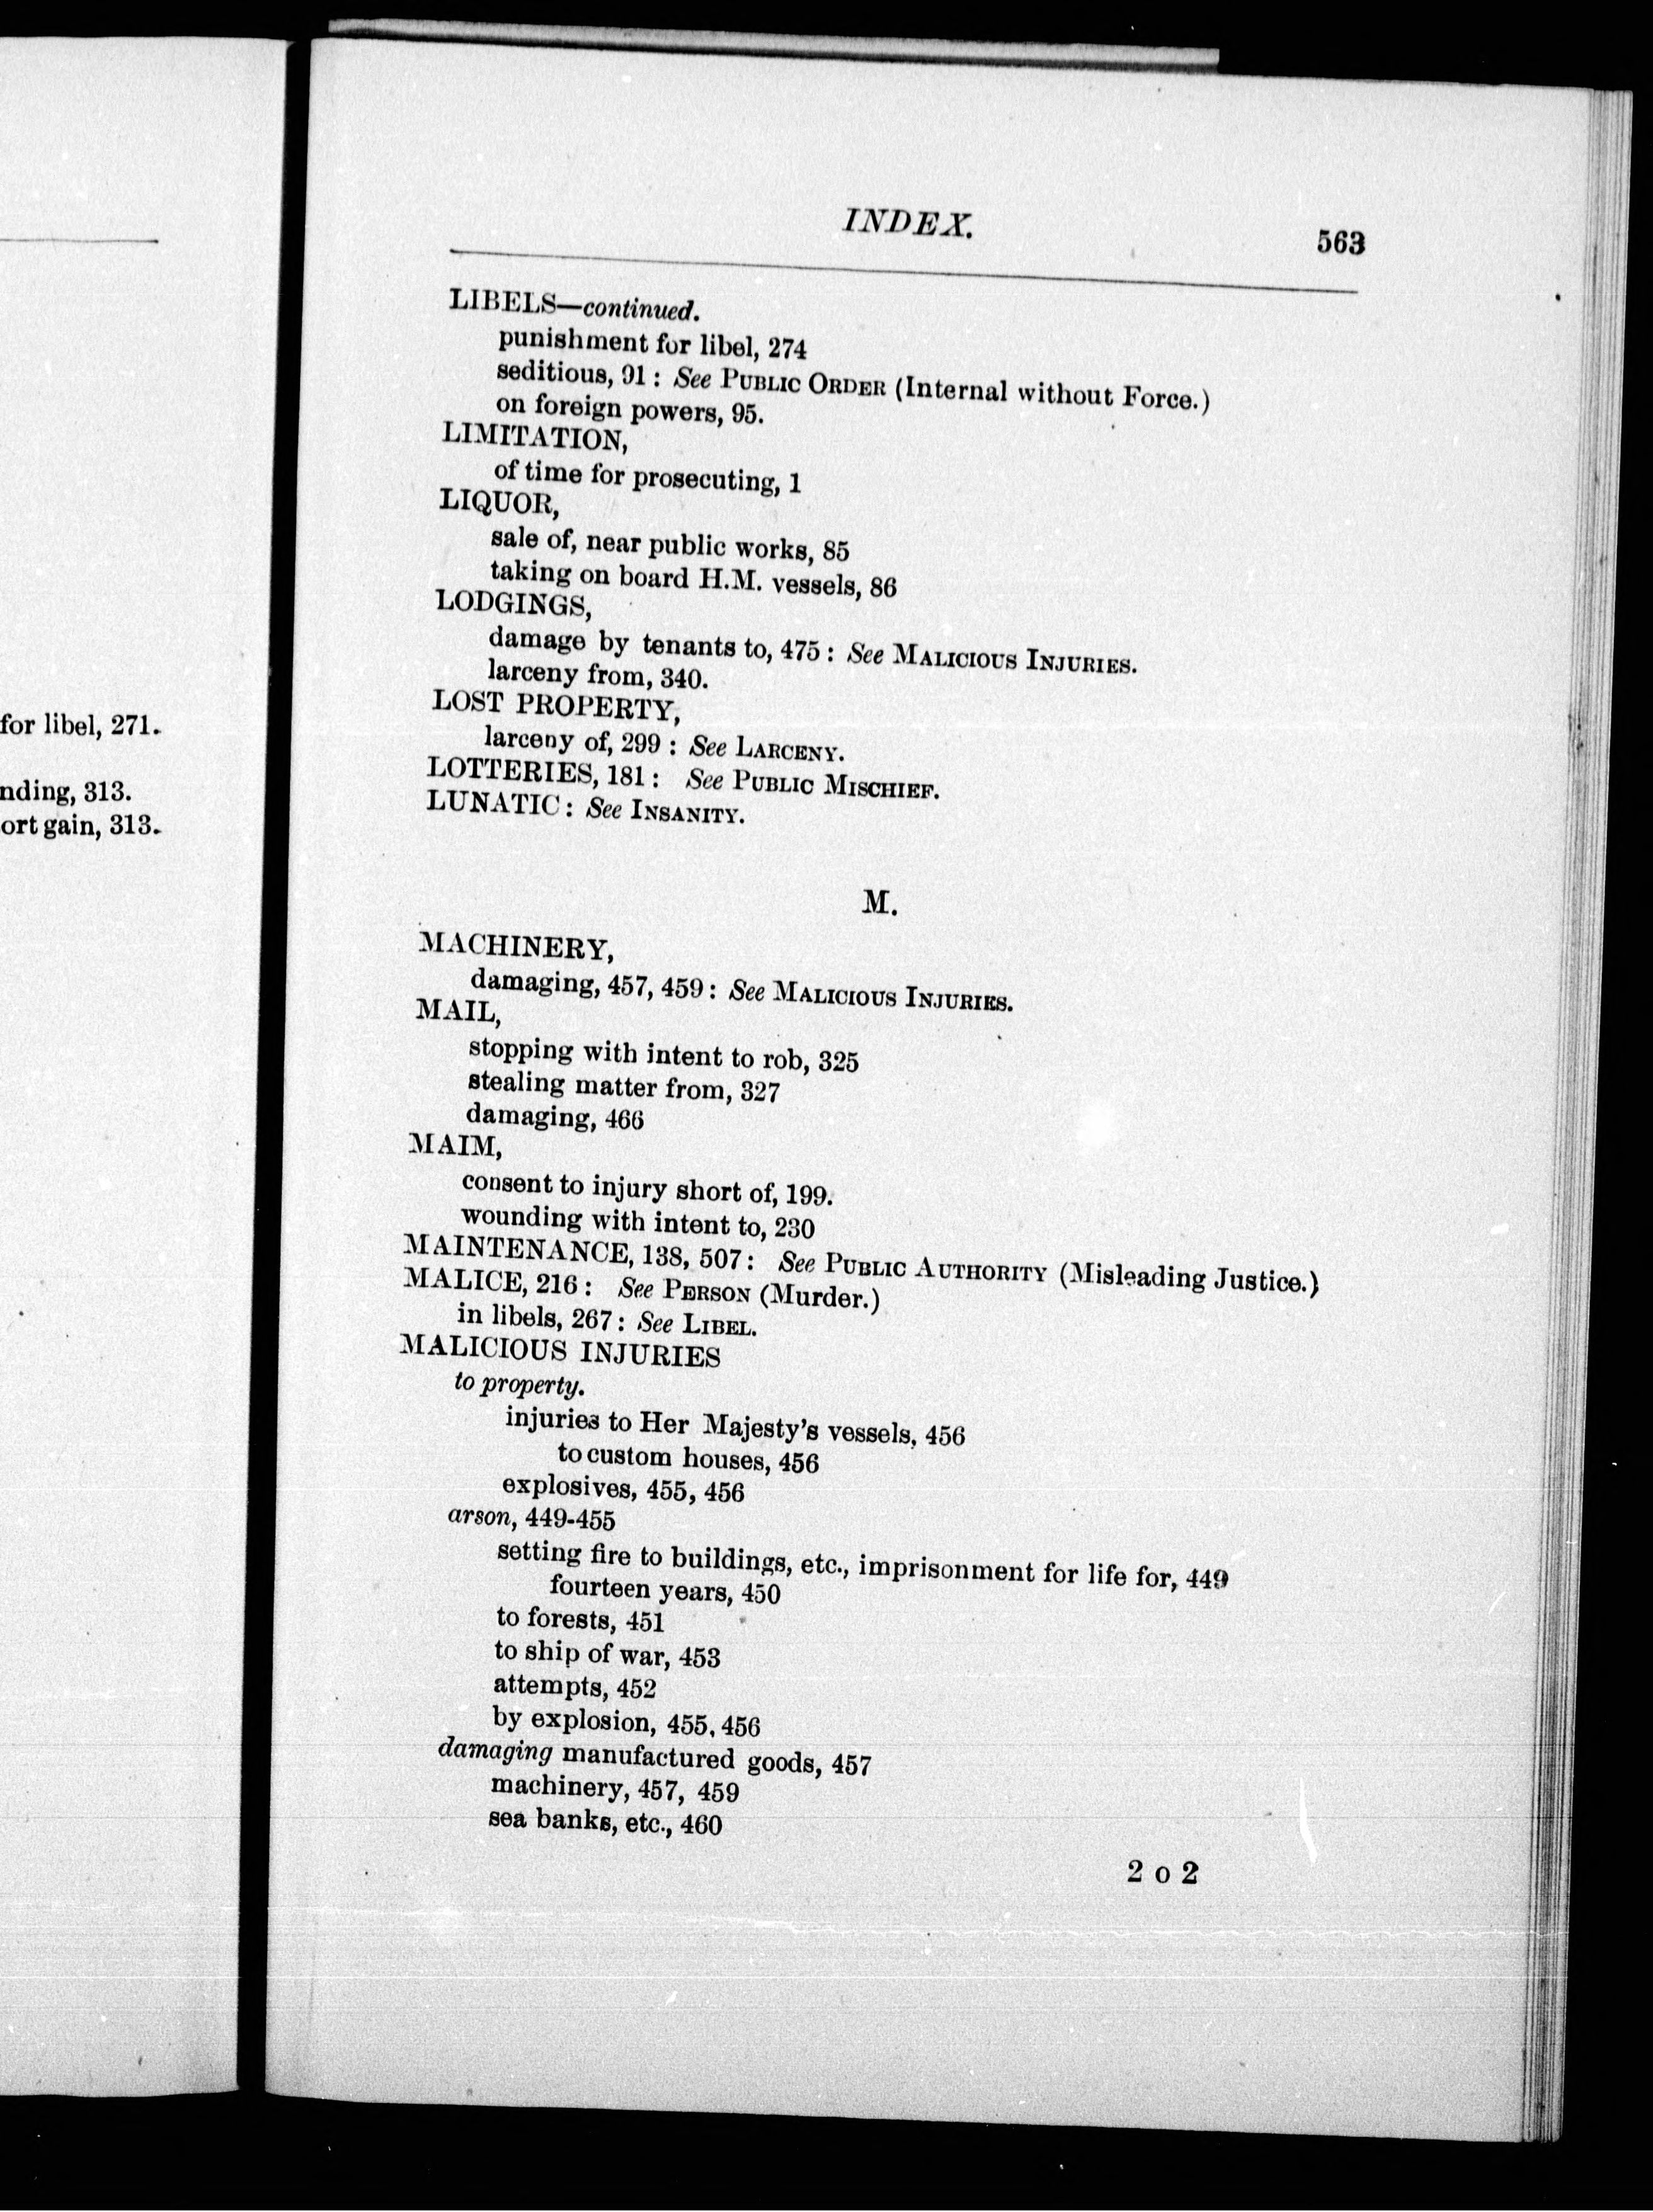 for libel, 271.
nding, 313.
ort gain, 313.
INDEX.
563
LIBELS—continued.
punishment for libel, 274
seditious, 91: See PUBLIC ORDER (Internal without Force.)
on foreign powers, 95.
LIMITATION,
of time for prosecuting, 1
LIQUOR,
sale of, near public works, 85
taking on board H.M. vessels, 86
LODGINGS,
damage by tenants to, 475: See MALICIOUS INJURIES.
larceny from, 340.
LOST PROPERTY,
larceny of, 299: See LARCENY.
LOTTERIES, 181: See PUBLIC MISCHIEF.
LUNATIC: See INSANITY.
M.
MACHINERY,
damaging, 457, 459: See MALICIOUS INJURIES.
MAIL,
stopping with intent to rob, 325
stealing matter from, 327
damaging, 466
MAIM,
consent to injury short of, 199.
wounding with intent to, 230
MAINTENANCE, 138, 507: See PUBLIC AUTHORITY (Misleading Justice.)
MALICE, 216: See PERSON (Murder.)
in libels, 267: See LIBEL.
MALICIOUS INJURIES
to property.
injuries to Her Majesty's vessels, 456
to custom houses, 456
explosives, 455, 456
arson, 449-455
setting fire to buildings, etc., imprisonment for life for, 449
fourteen years, 450
to forests, 451
to ship of war, 453
attempts, 452
by explosion, 455, 456
damaging manufactured goods, 457
machinery, 457, 459
sea banks, etc., 460
2 o 2